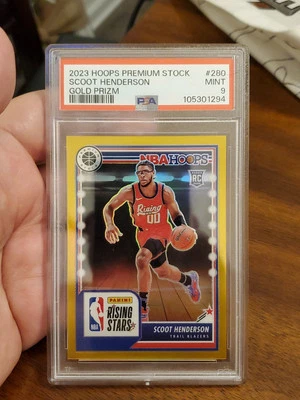 2023 HOOPS PREMIUM STOCK #280
SCOOT HENDERSON MINT
GOLD PRIZM 9
PSA 105301294
NBA HOOPS
RC
Rising
00
NBA
PANINI
RISING
STARS
SCOOT HENDERSON
TRAIL BLAZERS